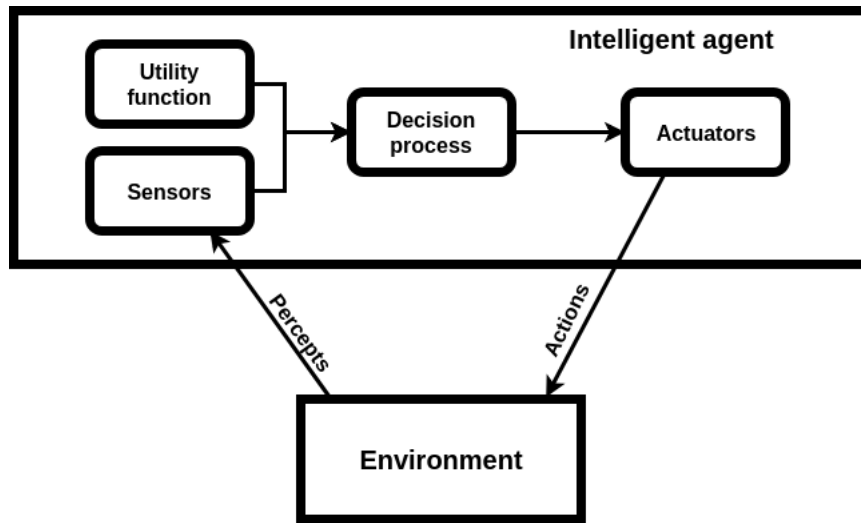 Intelligent agent
Utility
function
Decision
process
Actuators
Sensors
Percepts
Actions
Environment